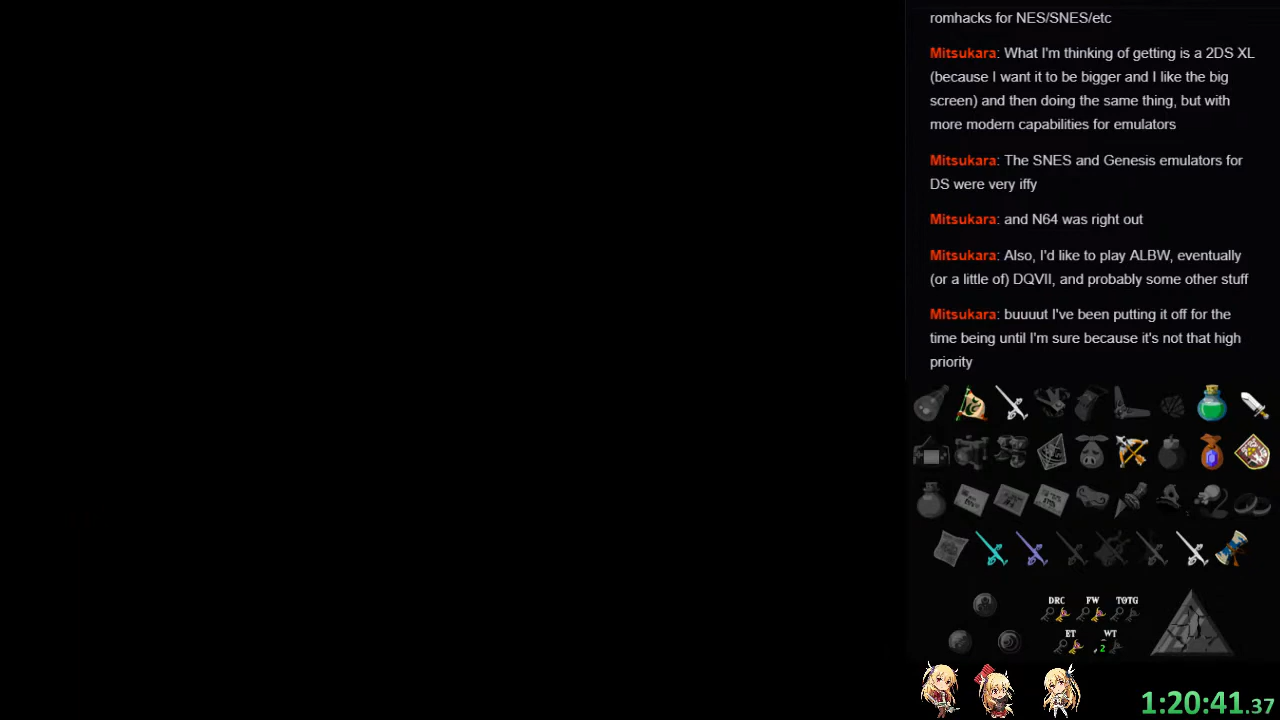 romhacks for NES/SNES/etc
Mitsukara: What I'm thinking of getting is a 2DS XL
(because I want it to be bigger and I like the big
screen) and then doing the same thing, but with
more modern capabilities for emulators
Mitsukara: The SNES and Genesis emulators for
DS were very iffy
Mitsukara: and N64 was right out
Mitsukara: Also, I'd like to play ALBW, eventually
(or a little of) DQVII, and probably some other stuff
Mitsukara: buuuut I've been putting it off for the
time being until I'm sure because it's not that high
priority
DRC FW TOTG
ET WT
2
1:20:41.37